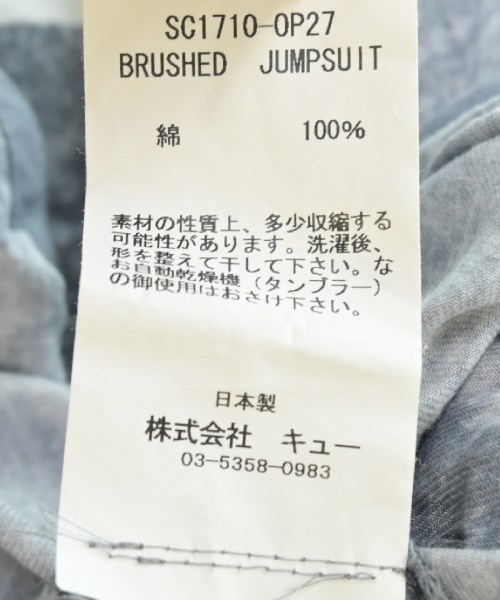 SC1710-OP27
BRUSHED JUMPSUIT
綿 100%
素材の性質上、多少収縮する
可能性があります。洗濯後、
形を整えて干して下さい。な
お自動乾燥機（タンブラー）
の御使用はおさけ下さい。
日本製
株式会社 キュー
03-5358-0983